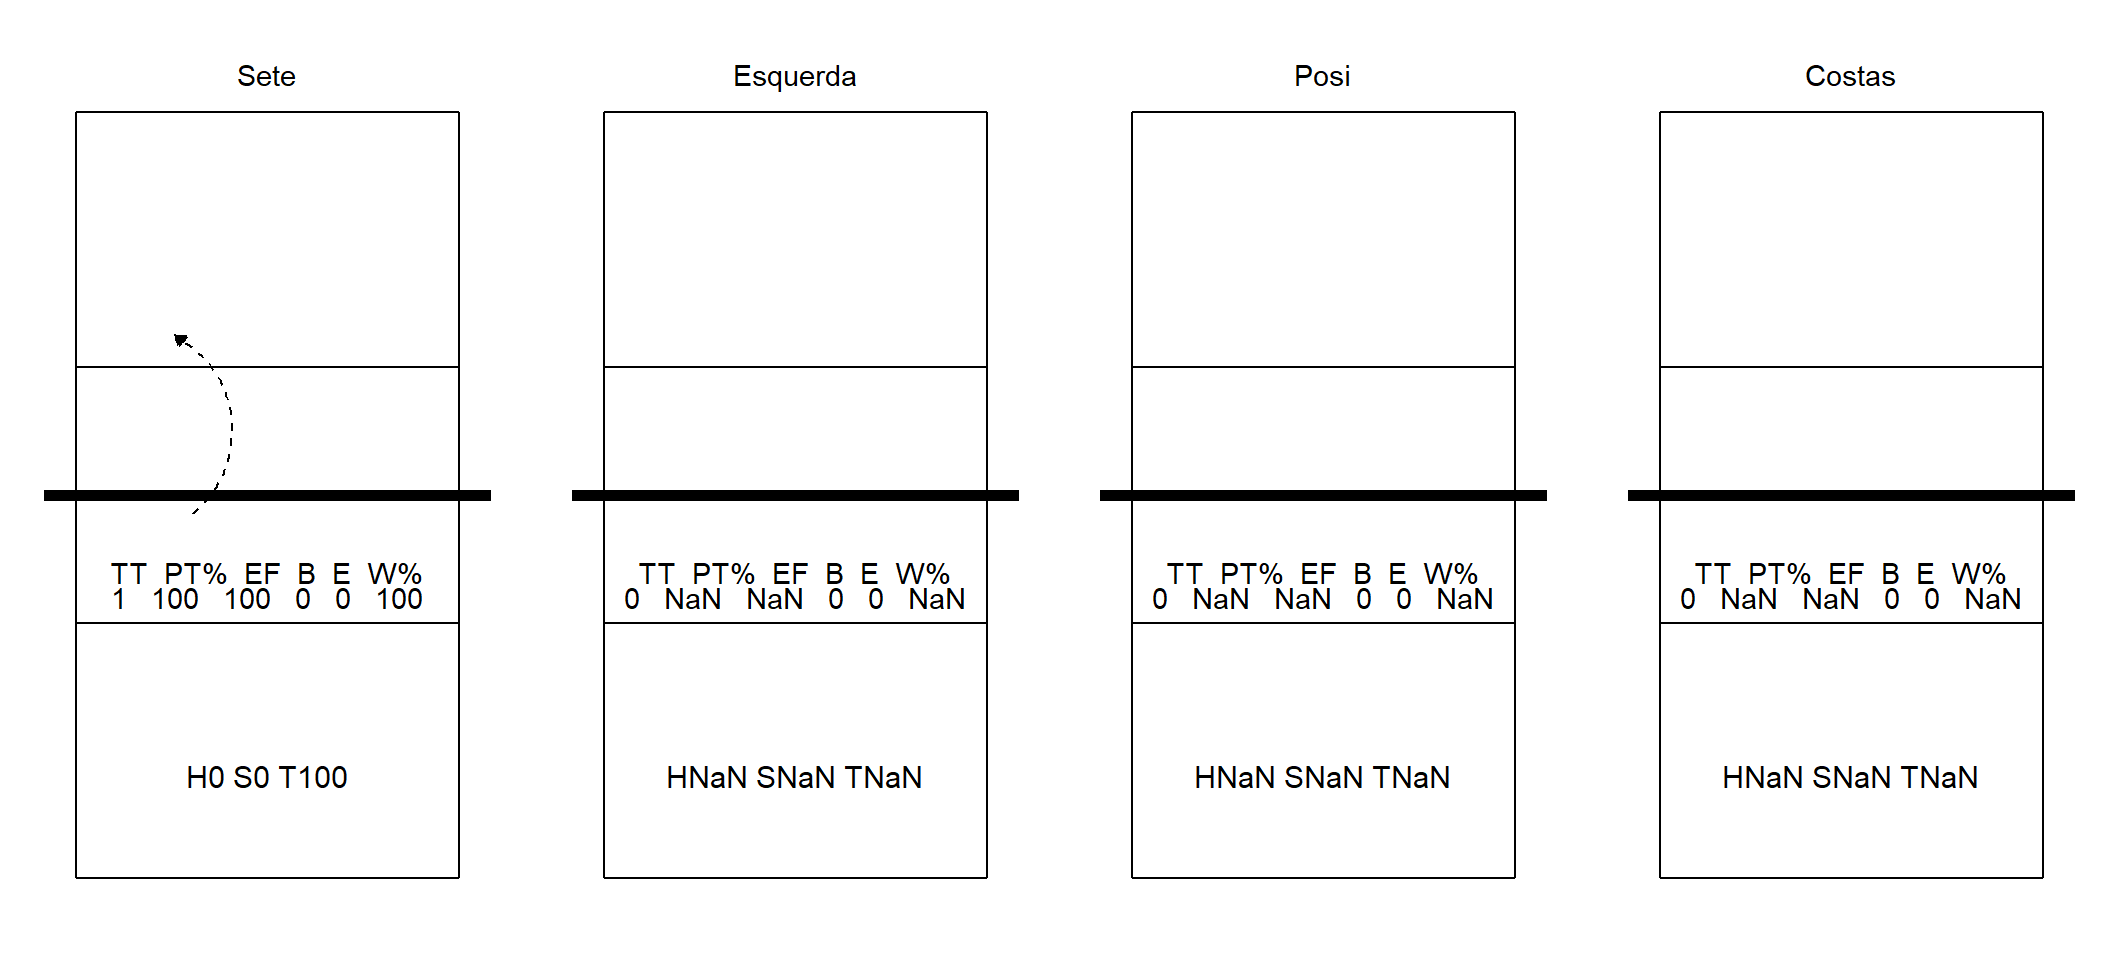 Sete
TT PT% EF B E W%
1 100 100 0 0 100
H0 S0 T100
Esquerda
TT PT% EF B E W%
0 NaN NaN 0 0 NaN
HNaN SNaN TNaN
Posi
TT PT% EF B E W%
0 NaN NaN 0 0 NaN
HNaN SNaN TNaN
Costas
TT PT% EF B E W%
0 NaN NaN 0 0 NaN
HNaN SNaN TNaN